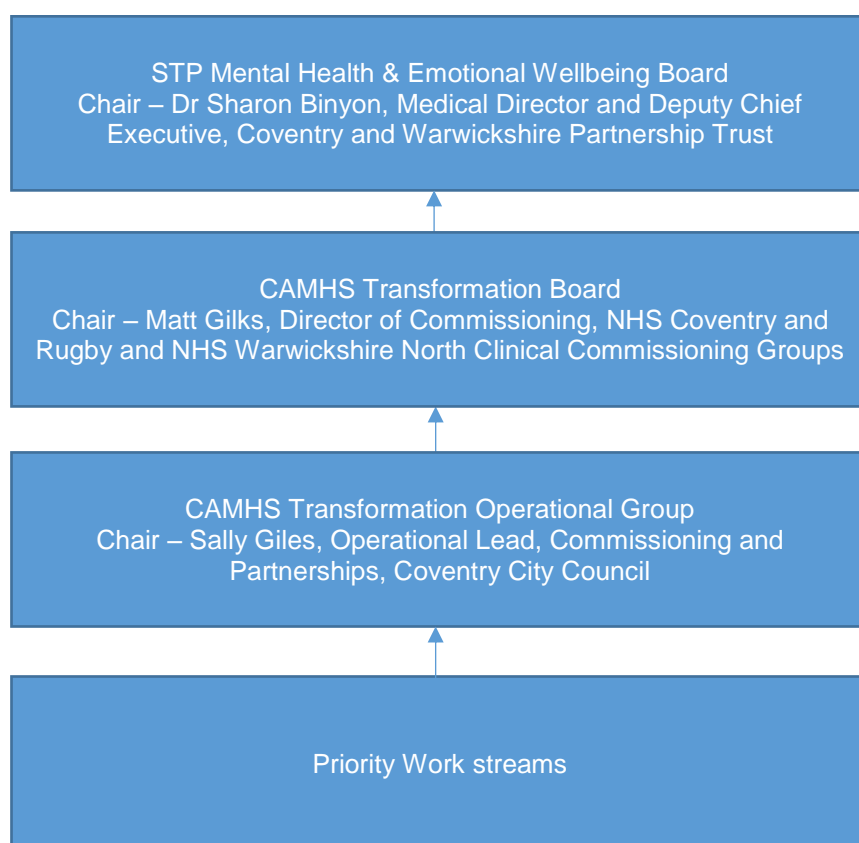 STP Mental Health & Emotional Wellbeing Board
Chair – Dr Sharon Binyon, Medical Director and Deputy Chief
Executive, Coventry and Warwickshire Partnership Trust
CAMHS Transformation Board
Chair – Matt Gilks, Director of Commissioning, NHS Coventry and
Rugby and NHS Warwickshire North Clinical Commissioning Groups
CAMHS Transformation Operational Group
Chair – Sally Giles, Operational Lead, Commissioning and
Partnerships, Coventry City Council
Priority Work streams